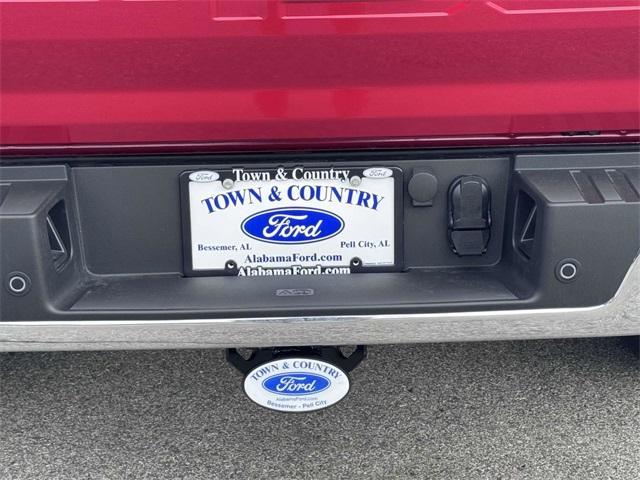 Ford Town & Country Ford
TOWN & COUNTRY
Ford
Bessemer, AL Pell City, AL
AlabamaFord.com
AlabamaFord.com
TOWN & COUNTRY
Ford
AlabamaFord.com
Bessemer - Pell City